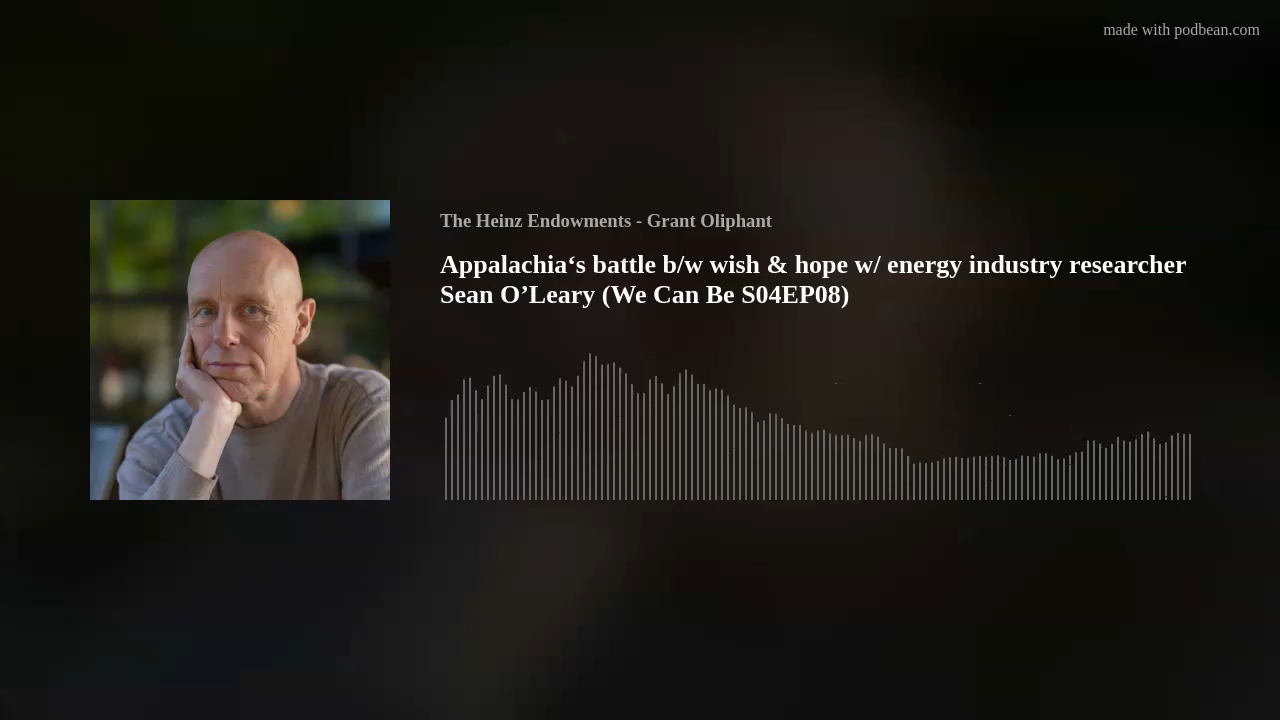 made with podbean.com
The Heinz Endowments - Grant Oliphant
Appalachia‘s battle b/w wish & hope w/ energy industry researcher
Sean O’Leary (We Can Be S04EP08)